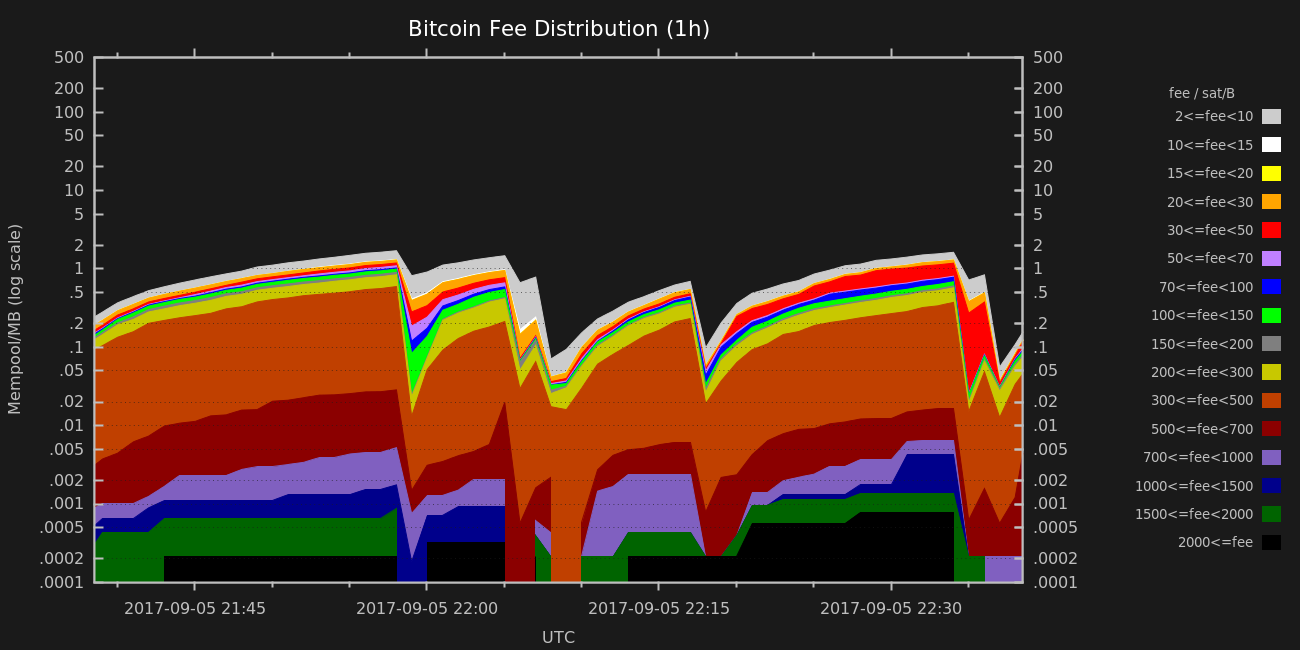 Bitcoin Fee Distribution (1h)
500 500
200 200
100 100
50 50
20 20
10 10
5 5
2 2
1 1
.5 .5
.2 .2
.1 .1
.05 .05
.02 .02
.01 .01
.005 .005
.002 .002
.001 .001
.0005 .0005
.0002 .0002
.0001 .0001
Mempool/MB (log scale)
2017-09-05 21:45 2017-09-05 22:00 2017-09-05 22:15 2017-09-05 22:30
UTC
fee / sat/B
2<=fee<10
10<=fee<15
15<=fee<20
20<=fee<30
30<=fee<50
50<=fee<70
70<=fee<100
100<=fee<150
150<=fee<200
200<=fee<300
300<=fee<500
500<=fee<700
700<=fee<1000
1000<=fee<1500
1500<=fee<2000
2000<=fee